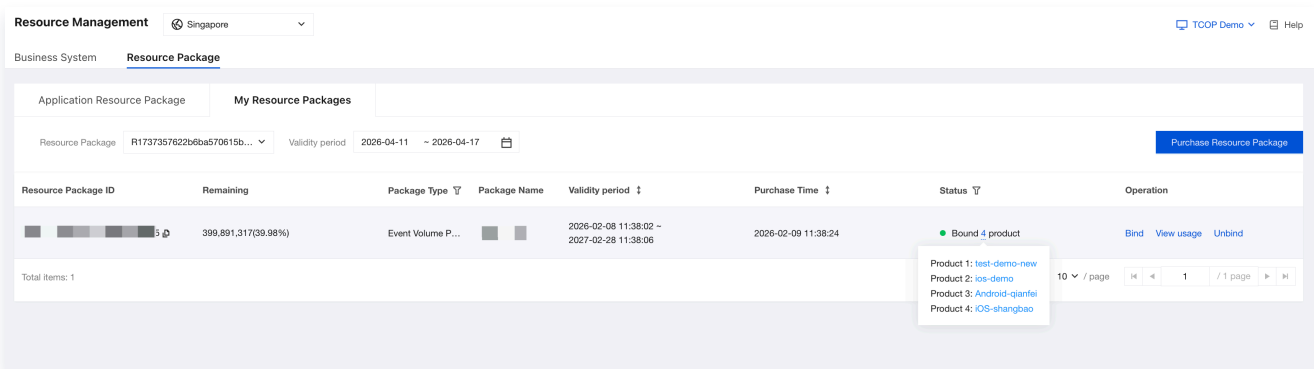 Resource Management Singapore TCOP Demo Help
Business System Resource Package
Application Resource Package My Resource Packages
Resource Package R1737357622b6ba570615b... Validity period 2026-04-11 ~ 2026-04-17 Purchase Resource Package
Resource Package ID Remaining Package Type Package Name Validity period Purchase Time Status Operation
399,891,317(39.98%) Event Volume P... 2026-02-08 11:38:02 ~ 2026-02-09 11:38:24 Bound 4 product Bind View usage Unbind
2027-02-28 11:38:06
Product 1: test-demo-new
Total items: 1 10 / page 1 / 1 page
Product 2: ios-demo
Product 3: Android-qianfei
Product 4: iOS-shangbao